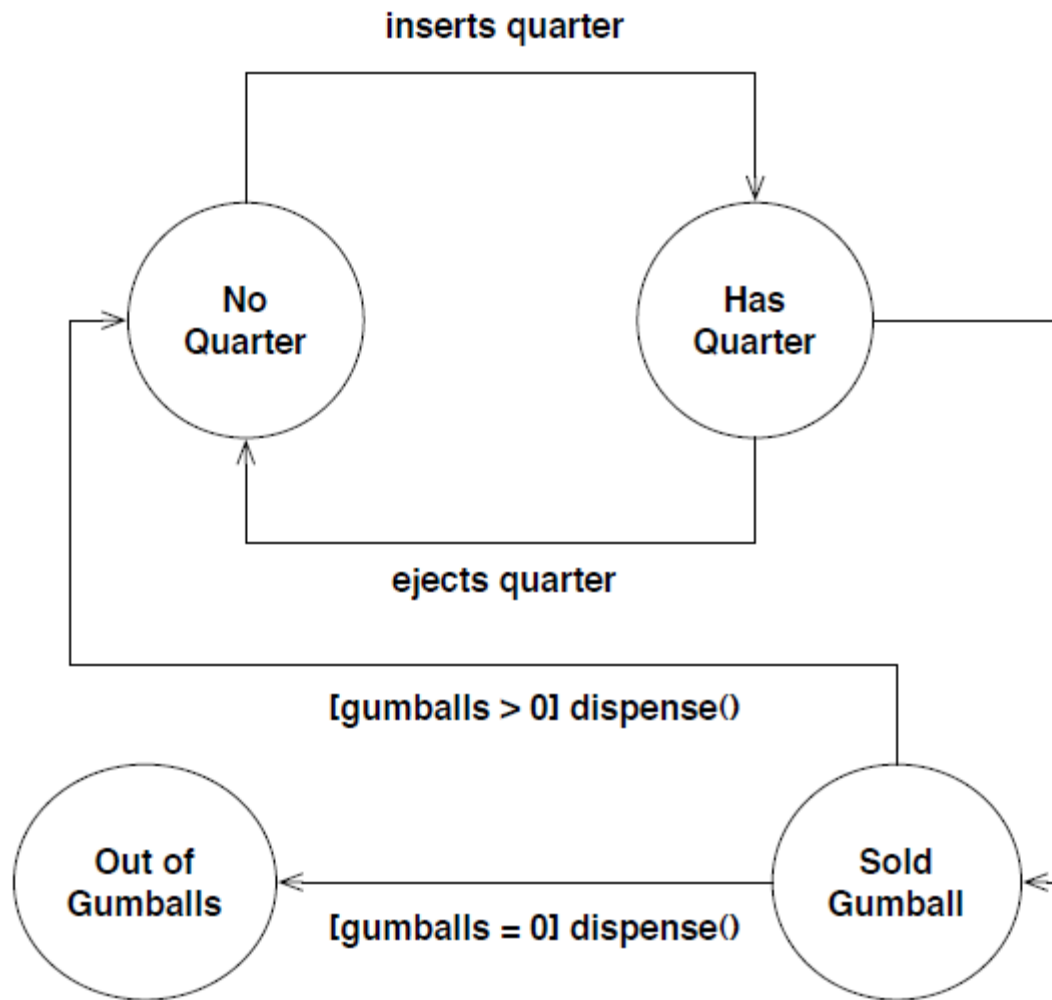 inserts quarter
No
Quarter
Has
Quarter
ejects quarter
[gumballs > 0] dispense()
Out of
Gumballs
Sold
Gumball
[gumballs = 0] dispense()